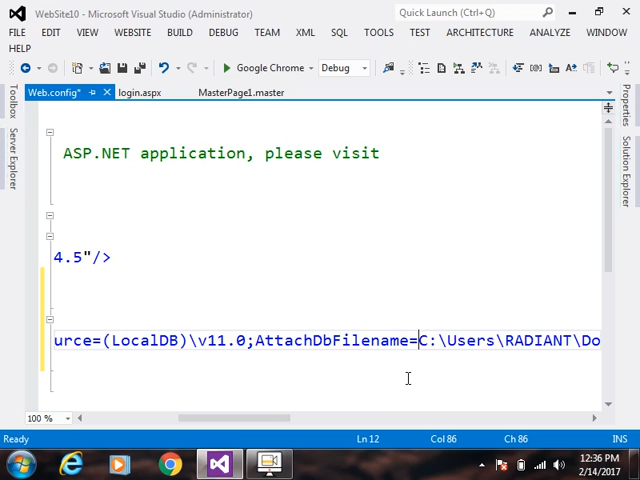 WebSite10 - Microsoft Visual Studio (Administrator)
Quick Launch (Ctrl+Q)
FILE EDIT VIEW WEBSITE BUILD DEBUG TEAM XML SQL TOOLS TEST ARCHITECTURE ANALYZE WINDOW
HELP
Google Chrome Debug
Web.config* login.aspx MasterPage1.master
Toolbox
Server Explorer
Properties
Solution Explorer
ASP.NET application, please visit
4.5"/>
urce=(LocalDB)\v11.0;AttachDbFilename=C:\Users\RADIANT\Do
100 %
Ready Ln 12 Col 86 Ch 86 INS
12:36 PM
2/14/2017